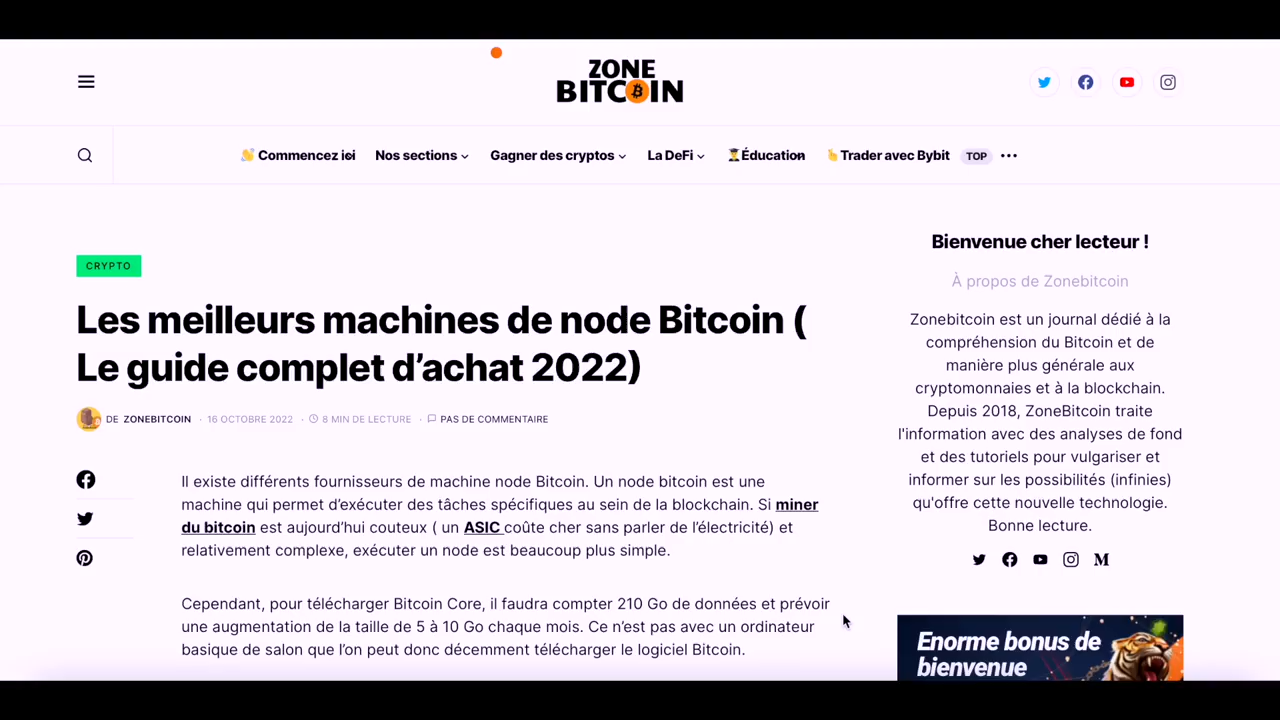 ZONE
BITCOIN
Commencez ici
Nos sections
Gagner des cryptos
La DeFi
Éducation
Trader avec Bybit
TOP
CRYPTO
Les meilleurs machines de node Bitcoin (
Le guide complet d’achat 2022)
DE ZONEBITCOIN · 16 OCTOBRE 2022 · 8 MIN DE LECTURE · PAS DE COMMENTAIRE
Il existe différents fournisseurs de machine node Bitcoin. Un node bitcoin est une
machine qui permet d’exécuter des tâches spécifiques au sein de la blockchain. Si miner
du bitcoin est aujourd’hui couteux ( un ASIC coûte cher sans parler de l’électricité) et
relativement complexe, exécuter un node est beaucoup plus simple.
Cependant, pour télécharger Bitcoin Core, il faudra compter 210 Go de données et prévoir
une augmentation de la taille de 5 à 10 Go chaque mois. Ce n’est pas avec un ordinateur
basique de salon que l’on peut donc décemment télécharger le logiciel Bitcoin.
Bienvenue cher lecteur !
À propos de Zonebitcoin
Zonebitcoin est un journal dédié à la
compréhension du Bitcoin et de
manière plus générale aux
cryptomonnaies et à la blockchain.
Depuis 2018, ZoneBitcoin traite
l'information avec des analyses de fond
et des tutoriels pour vulgariser et
informer sur les possibilités (infinies)
qu'offre cette nouvelle technologie.
Bonne lecture.
Enorme bonus de
bienvenue